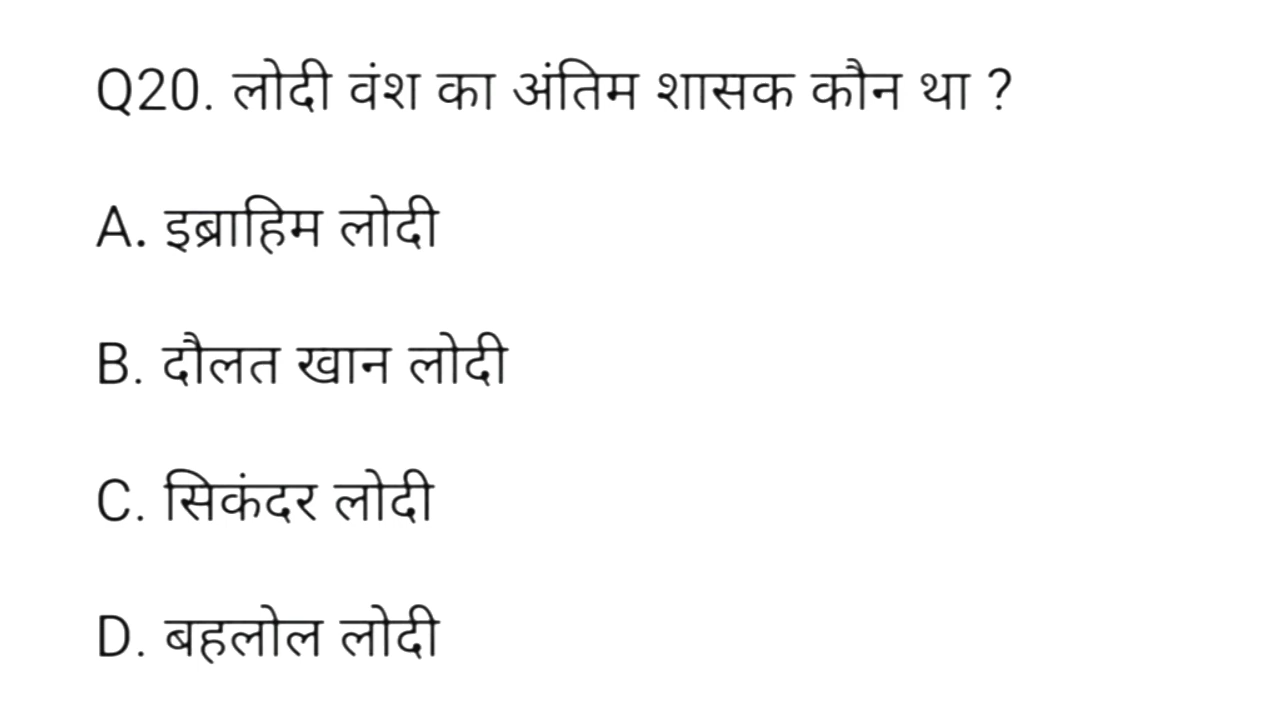 Q20. लोदी वंश का अंतिम शासक कौन था ?
A. इब्राहिम लोदी
B. दौलत खान लोदी
C. सिकंदर लोदी
D. बहलोल लोदी